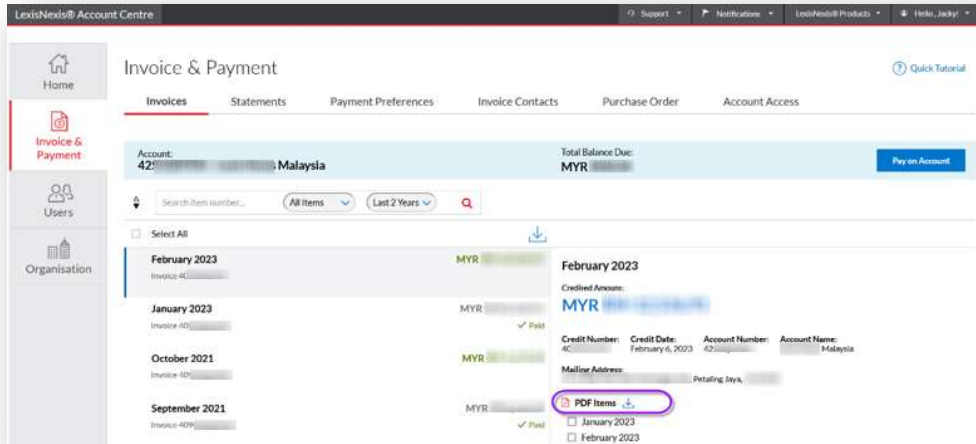 LexisNexis® Account Centre
Support
Notifications
LexisNexis® Products
Hello, Jacky!
Home
Invoice & Payment
Users
Organisation
Invoice & Payment
Quick Tutorial
Invoices
Statements
Payment Preferences
Invoice Contacts
Purchase Order
Account Access
Account:
Malaysia
Total Balance Due:
MYR
Pay on Account
Search item number...
All Items
Last 2 Years
Select All
February 2023
MYR
Invoice
January 2023
MYR
Invoice
Paid
October 2021
MYR
Invoice
September 2021
MYR
Invoice
Paid
February 2023
Credited Amount:
MYR
Credit Number:
Credit Date:
February 6, 2023
Account Number:
Account Name:
Malaysia
Mailing Address:
Petaling Jaya,
PDF Items
January 2023
February 2023